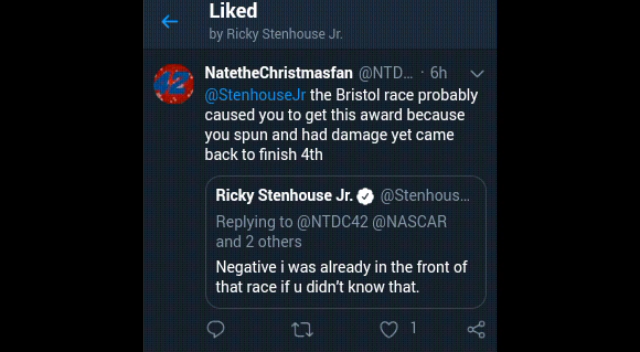 Liked
by Ricky Stenhouse Jr.
NatetheChristmasfan @NTD... · 6h
42
@StenhouseJr the Bristol race probably
caused you to get this award because
you spun and had damage yet came
back to finish 4th
Ricky Stenhouse Jr. @Stenhous...
Replying to @NTDC42 @NASCAR
and 2 others
Negative i was already in the front of
that race if u didn't know that.
1